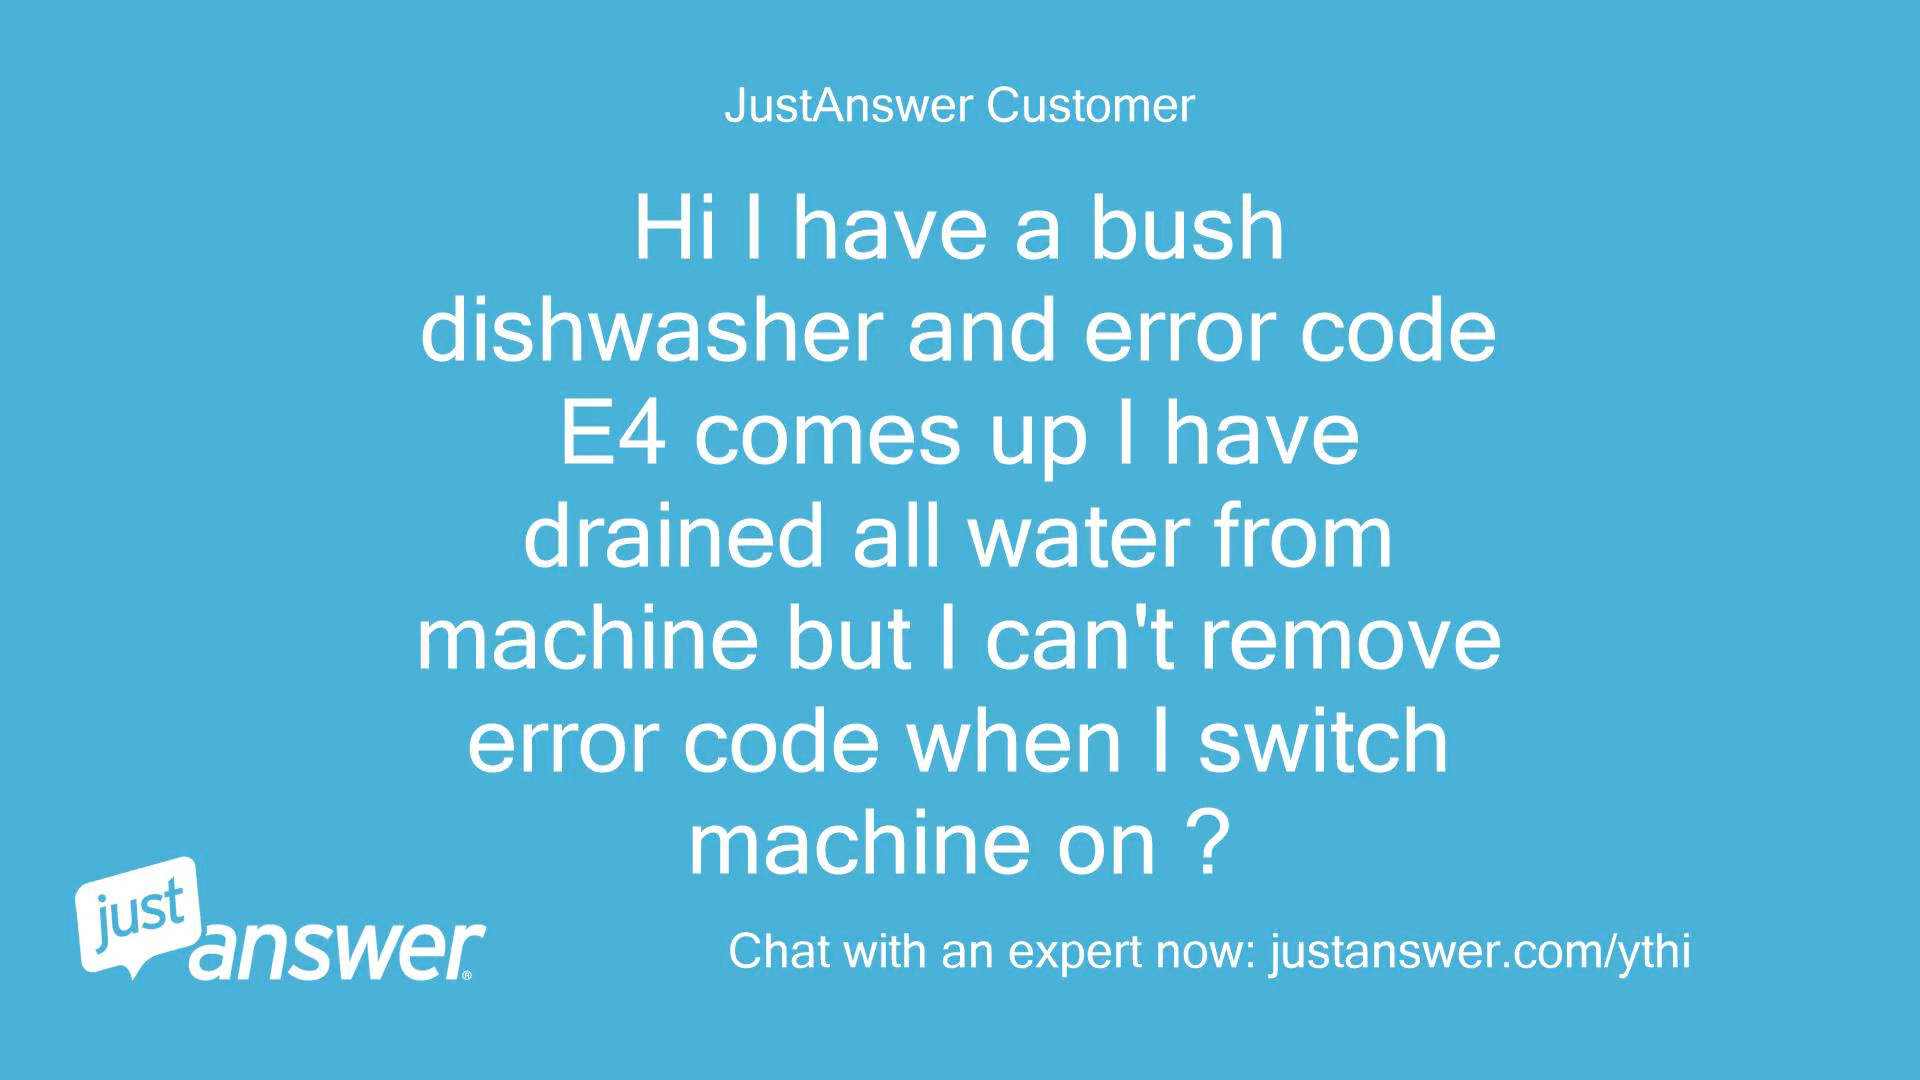 JustAnswer Customer
Hi I have a bush
dishwasher and error code
E4 comes up I have
drained all water from
machine but I can't remove
error code when I switch
machine on ?
just
answer®
Chat with an expert now: justanswer.com/ythi